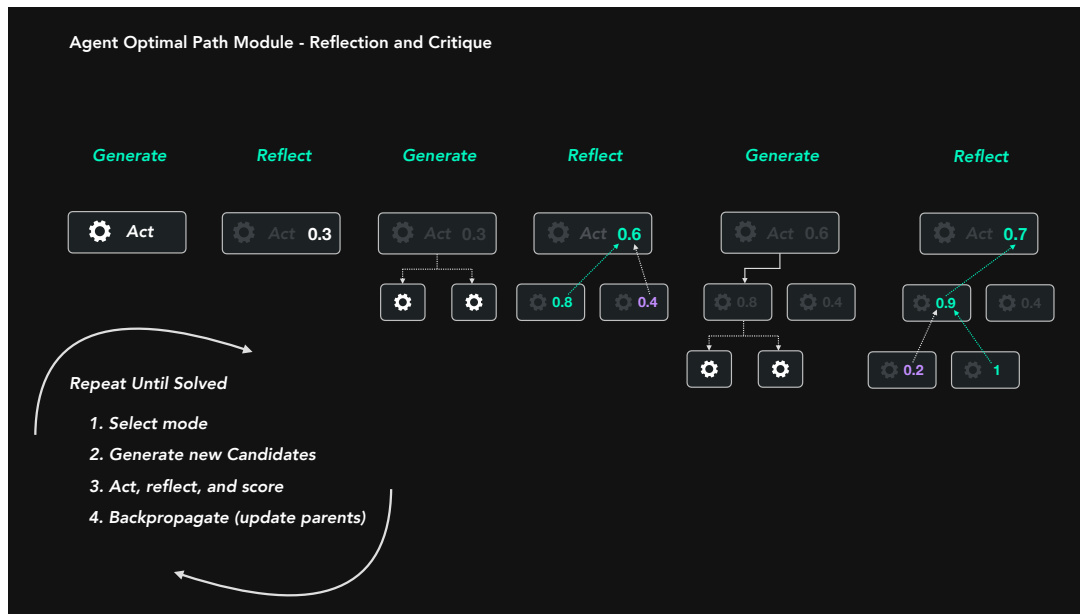 Agent Optimal Path Module - Reflection and Critique
Generate
Reflect
Generate
Reflect
Generate
Reflect
Act
Act 0.3
Act 0.3
Act 0.6
Act 0.6
Act 0.7
0.8
0.4
0.8
0.4
0.9
0.4
0.2
1
Repeat Until Solved
1. Select mode
2. Generate new Candidates
3. Act, reflect, and score
4. Backpropagate (update parents)